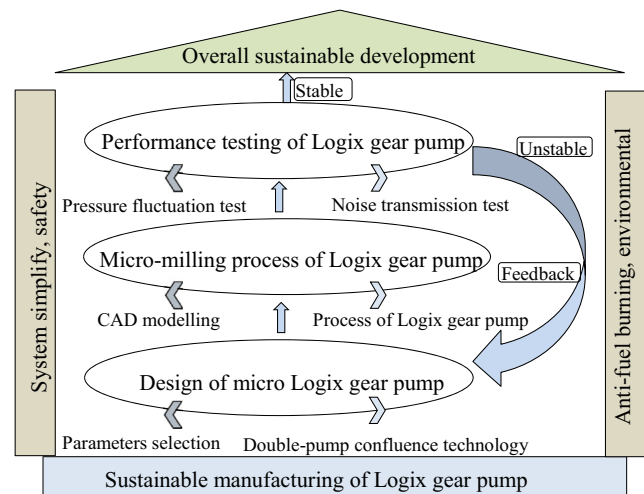 Overall sustainable development
Stable
Performance testing of Logix gear pump
Unstable
Pressure fluctuation test
Noise transmission test
Micro-milling process of Logix gear pump
Feedback
CAD modelling
Process of Logix gear pump
Design of micro Logix gear pump
Parameters selection
Double-pump confluence technology
Sustainable manufacturing of Logix gear pump
System simplify, safety
Anti-fuel burning, environmental